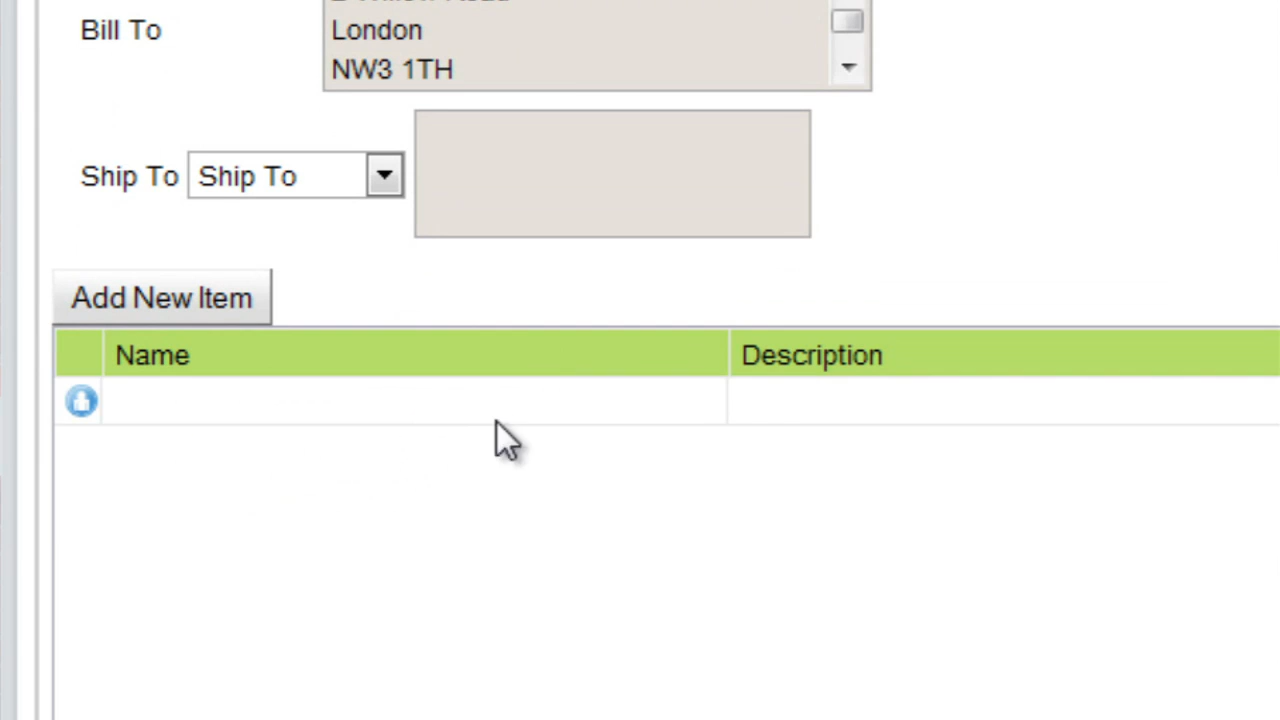 Bill To
London
NW3 1TH
Ship To
Ship To
Add New Item
Name
Description